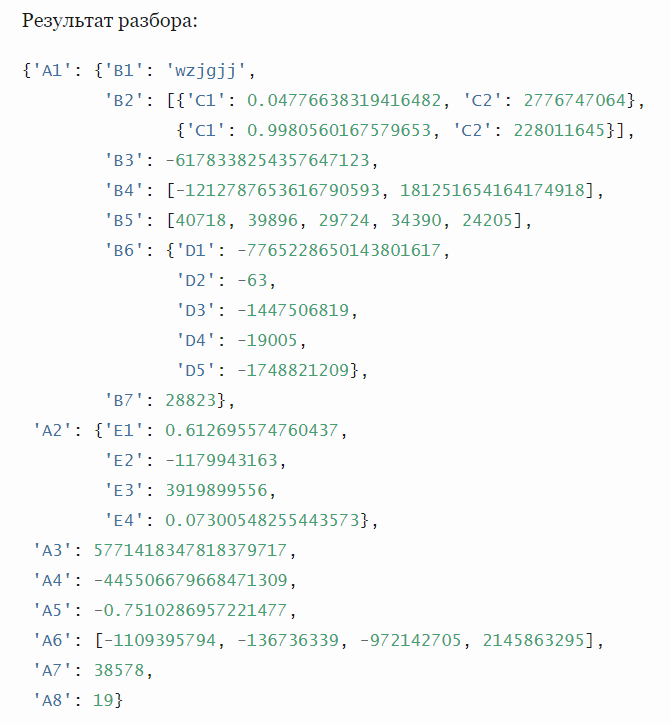 Результат разбора:
{'A1': {'B1': 'wzjgjj',
'B2': [{'C1': 0.04776638319416482, 'C2': 2776747064},
{'C1': 0.9980560167579653, 'C2': 228011645}],
'B3': -6178338254357647123,
'B4': [-1212787653616790593, 181251654164174918],
'B5': [40718, 39896, 29724, 34390, 24205],
'B6': {'D1': -7765228650143801617,
'D2': -63,
'D3': -1447506819,
'D4': -19005,
'D5': -1748821209},
'B7': 28823},
'A2': {'E1': 0.612695574760437,
'E2': -1179943163,
'E3': 3919899556,
'E4': 0.07300548255443573},
'A3': 5771418347818379717,
'A4': -445506679668471309,
'A5': -0.7510286957221477,
'A6': [-1109395794, -136736339, -972142705, 2145863295],
'A7': 38578,
'A8': 19}